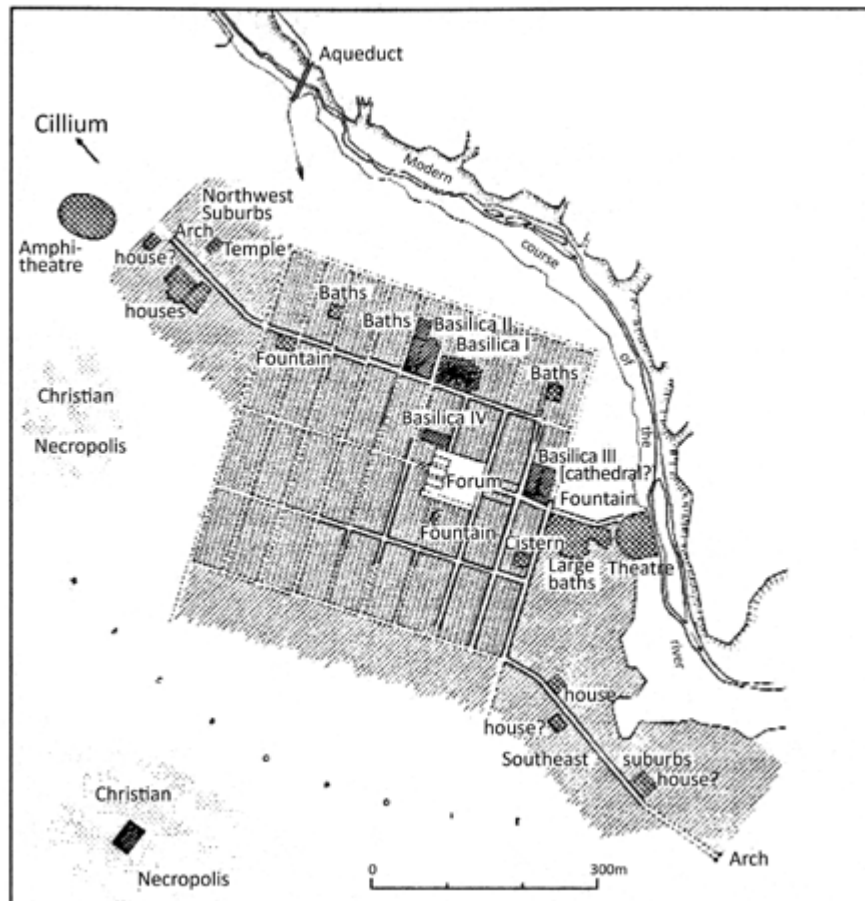 Aqueduct
Cillium
Modern
course
of
the
river
Northwest
Suburbs
Arch
Temple
Amphi-
theatre
house?
houses
Baths
Baths
Basilica II
Basilica I
Fountain
Baths
Christian
Necropolis
Basilica IV
Basilica III
[cathedral?]
Forum
Fountain
Fountain
Cistern
Large
baths
Theatre
house
house?
Southeast
suburbs
house?
Christian
Necropolis
Arch
0
300m